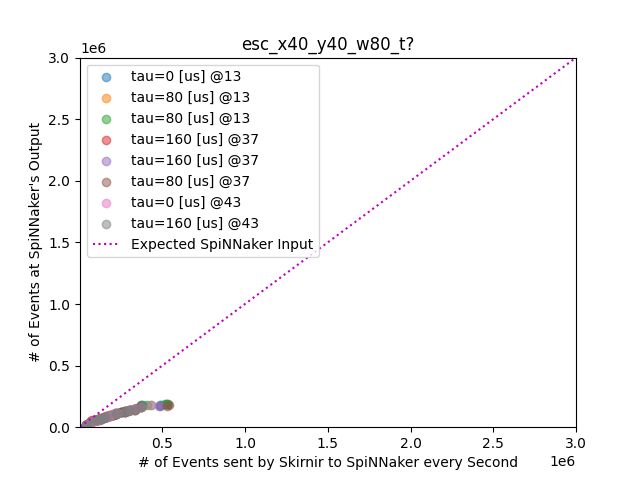 esc_x40_y40_w80_t?
1e6
3.0
2.5
2.0
1.5
1.0
0.5
0.0
# of Events at SpiNNaker's Output
tau=0 [us] @13
tau=80 [us] @13
tau=80 [us] @13
tau=160 [us] @37
tau=160 [us] @37
tau=80 [us] @37
tau=0 [us] @43
tau=160 [us] @43
Expected SpiNNaker Input
0.5 1.0 1.5 2.0 2.5 3.0
# of Events sent by Skirnir to SpiNNaker every Second
1e6